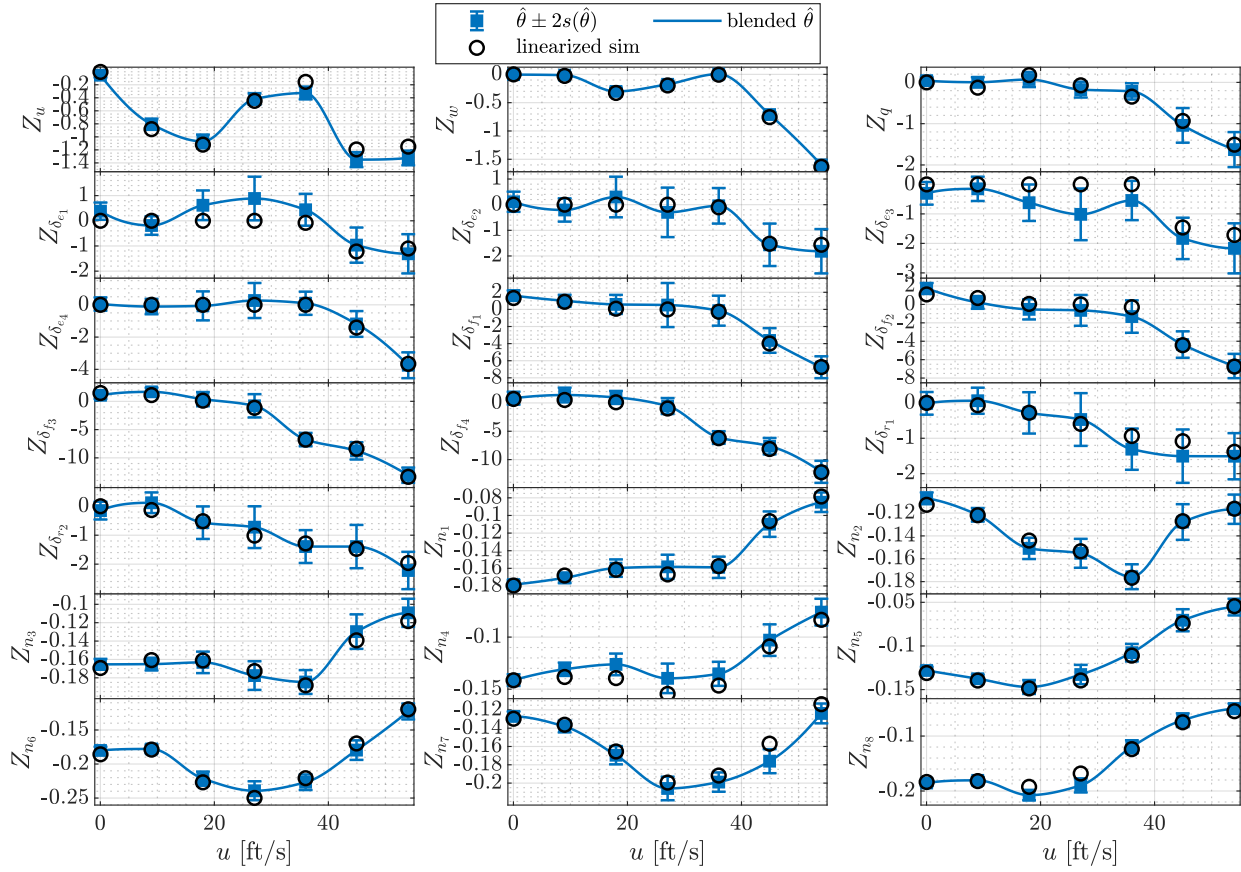 θ̂ ± 2s(θ̂) blended θ̂
linearized sim
Z_u
-0.2
-0.4
-0.6
-0.8
-1
-1.2
-1.4
Z_w
0
-0.5
-1
-1.5
Z_q
0
-1
-2
Z_δe1
1
0
-1
-2
Z_δe2
2
0
-2
Z_δe3
0
-1
-2
-3
Z_δe4
0
-2
-4
Z_δf1
2
0
-2
-4
-6
-8
Z_δf2
2
0
-2
-4
-6
-8
Z_δf3
0
-5
-10
Z_δf4
0
-5
-10
Z_δr1
0
-1
-2
Z_δr2
0
-1
-2
Z_n1
-0.08
-0.1
-0.12
-0.14
-0.16
-0.18
Z_n2
-0.12
-0.14
-0.16
-0.18
Z_n3
-0.1
-0.12
-0.14
-0.16
-0.18
Z_n4
-0.1
-0.15
Z_n5
-0.05
-0.1
-0.15
Z_n6
-0.15
-0.2
-0.25
Z_n7
-0.12
-0.14
-0.16
-0.18
-0.2
Z_n8
-0.1
-0.2
0 20 40
0 20 40
0 20 40
u [ft/s]
u [ft/s]
u [ft/s]